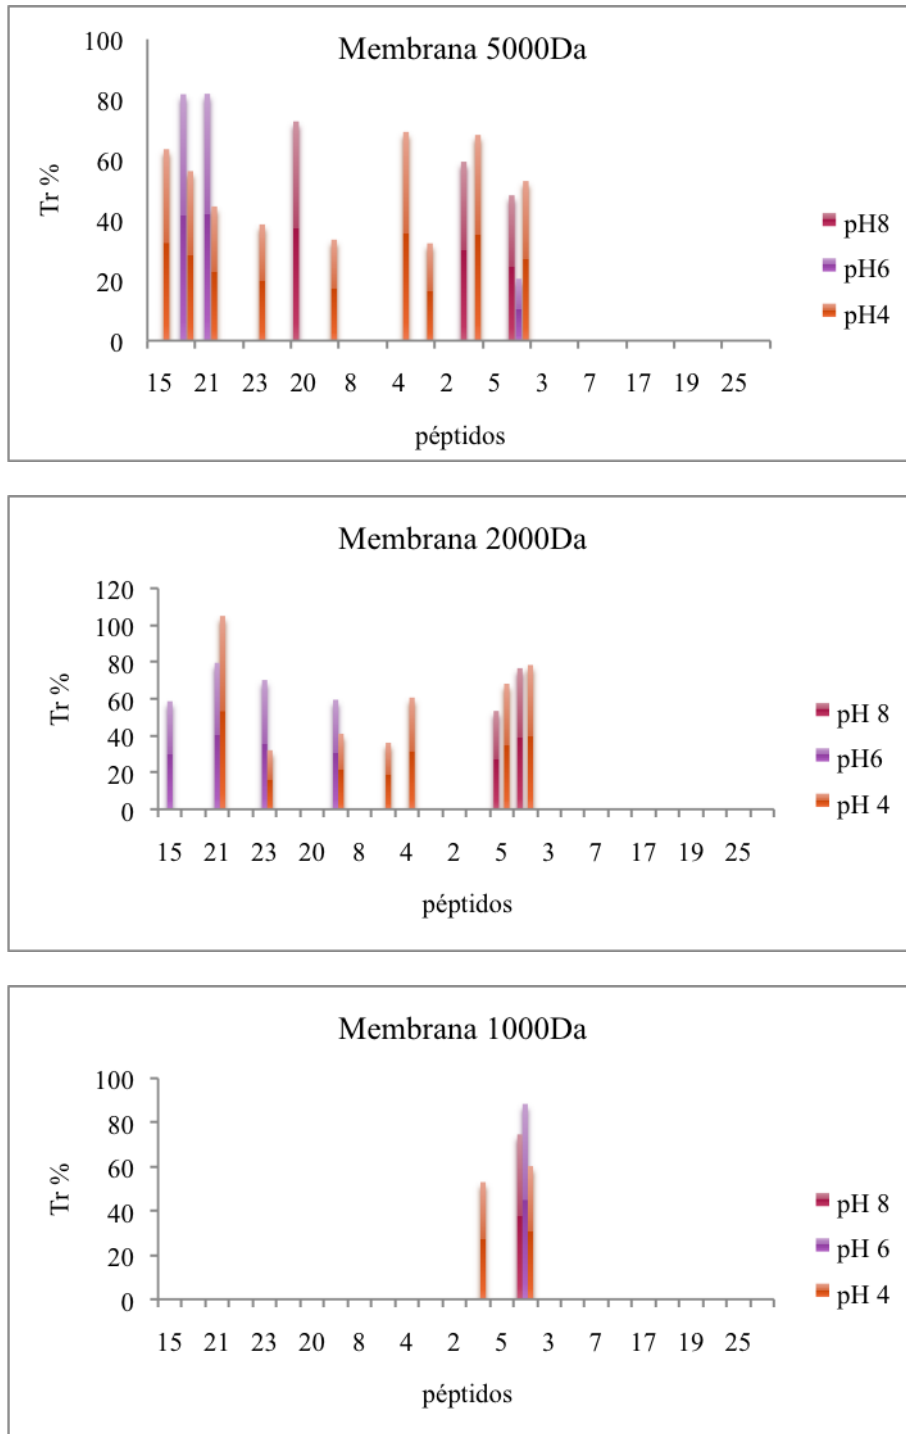 Membrana 5000Da
100
80
60
40
20
0
Tr %
pH8
pH6
pH4
15 21 23 20 8 4 2 5 3 7 17 19 25
péptidos
Membrana 2000Da
120
100
80
60
40
20
0
Tr %
pH 8
pH6
pH 4
15 21 23 20 8 4 2 5 3 7 17 19 25
péptidos
Membrana 1000Da
100
80
60
40
20
0
Tr %
pH 8
pH 6
pH 4
15 21 23 20 8 4 2 5 3 7 17 19 25
péptidos